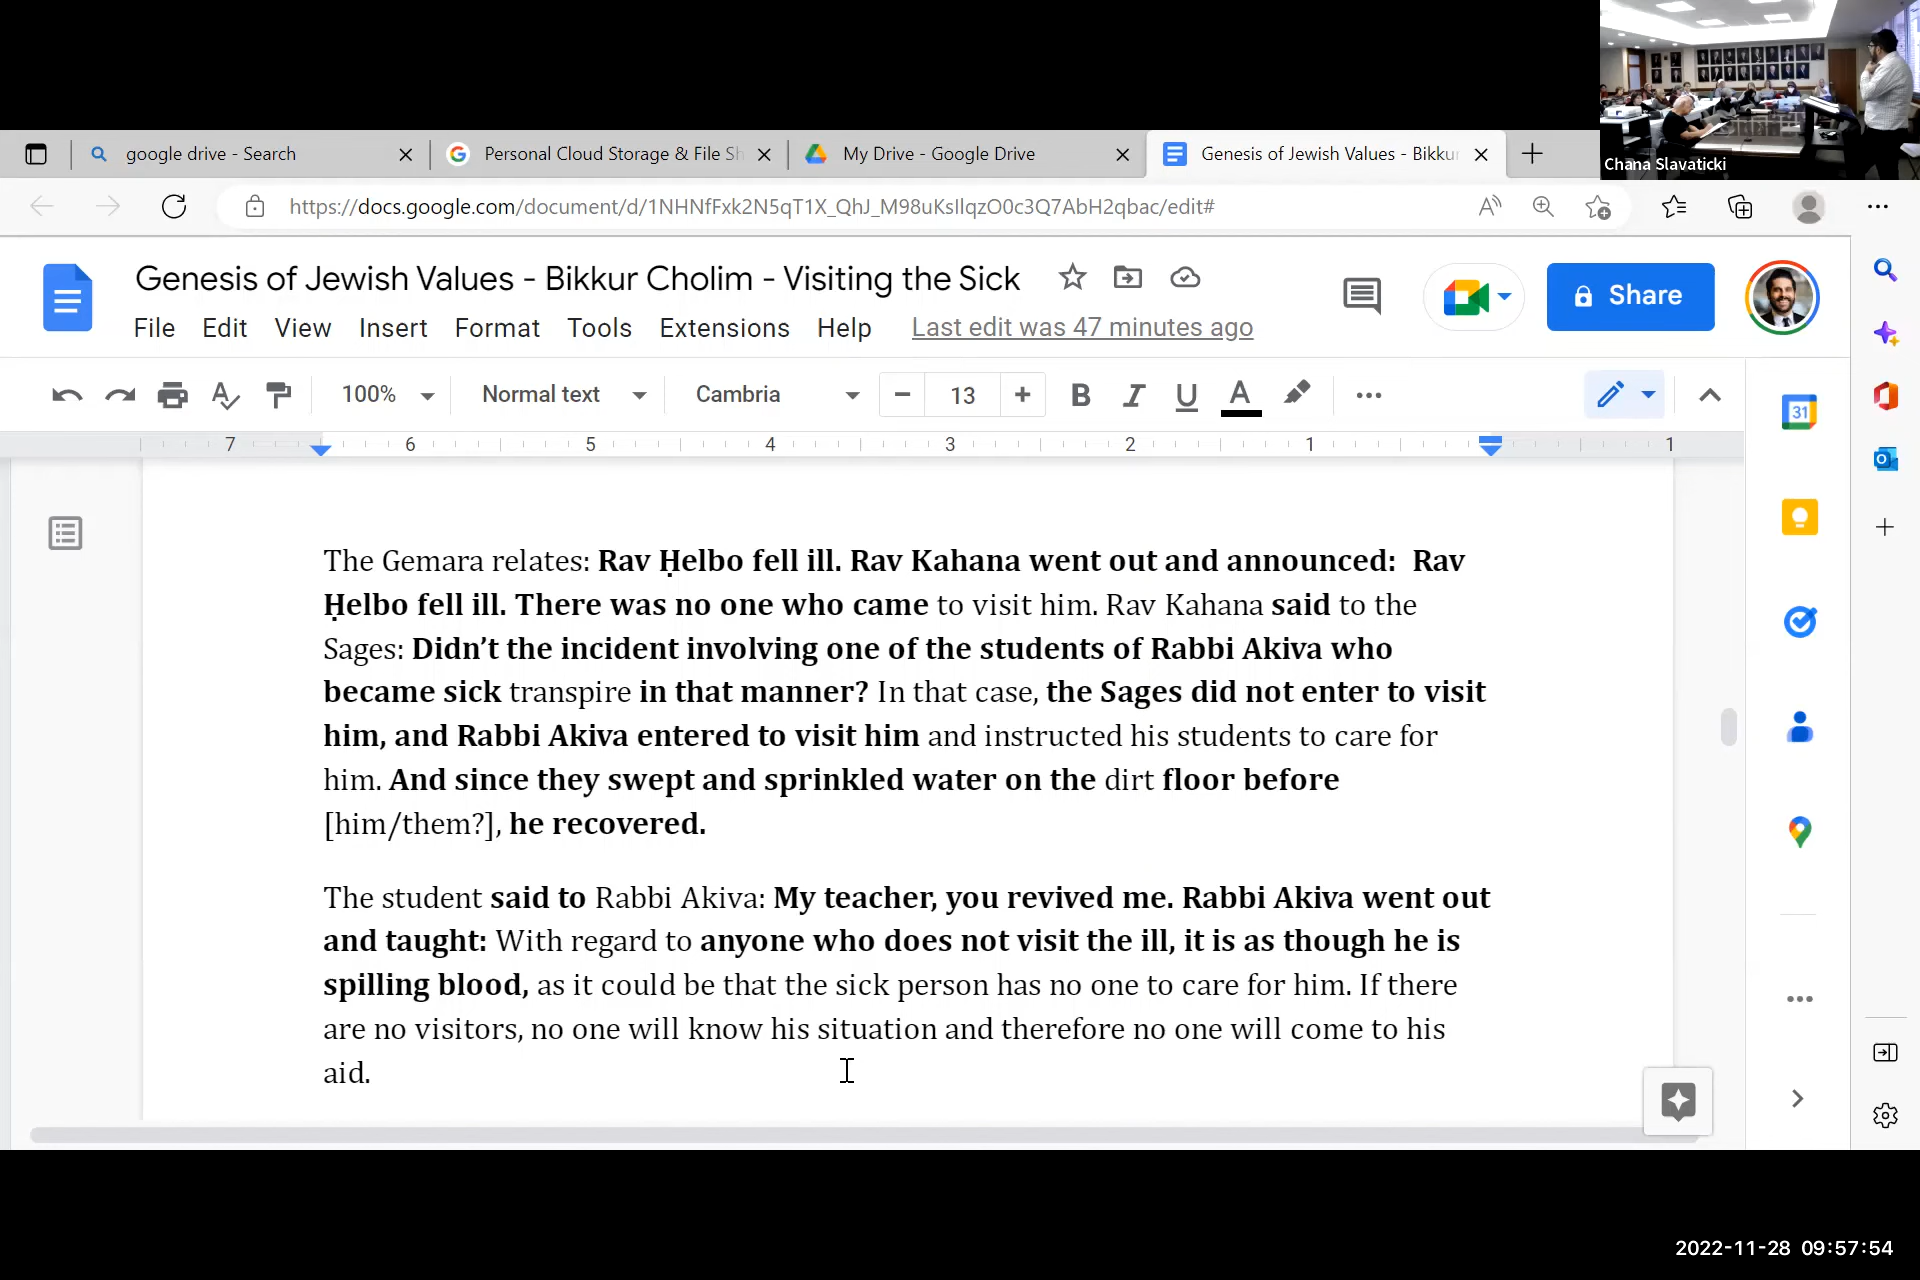 Chana Slavaticki
google drive - Search
Personal Cloud Storage & File Sh
My Drive - Google Drive
Genesis of Jewish Values - Bikkur
https://docs.google.com/document/d/1NHNfFxk2N5qT1X_QhJ_M98uKsIlqzO0c3Q7AbH2qbac/edit#
Genesis of Jewish Values - Bikkur Cholim - Visiting the Sick
File Edit View Insert Format Tools Extensions Help Last edit was 47 minutes ago
Share
100% Normal text Cambria 13 B I U A
7 6 5 4 3 2 1 1
31
The Gemara relates: Rav Ḥelbo fell ill. Rav Kahana went out and announced:  Rav
Ḥelbo fell ill. There was no one who came to visit him. Rav Kahana said to the
Sages: Didn’t the incident involving one of the students of Rabbi Akiva who
became sick transpire in that manner? In that case, the Sages did not enter to visit
him, and Rabbi Akiva entered to visit him and instructed his students to care for
him. And since they swept and sprinkled water on the dirt floor before
[him/them?], he recovered.
The student said to Rabbi Akiva: My teacher, you revived me. Rabbi Akiva went out
and taught: With regard to anyone who does not visit the ill, it is as though he is
spilling blood, as it could be that the sick person has no one to care for him. If there
are no visitors, no one will know his situation and therefore no one will come to his
aid.
2022-11-28 09:57:54